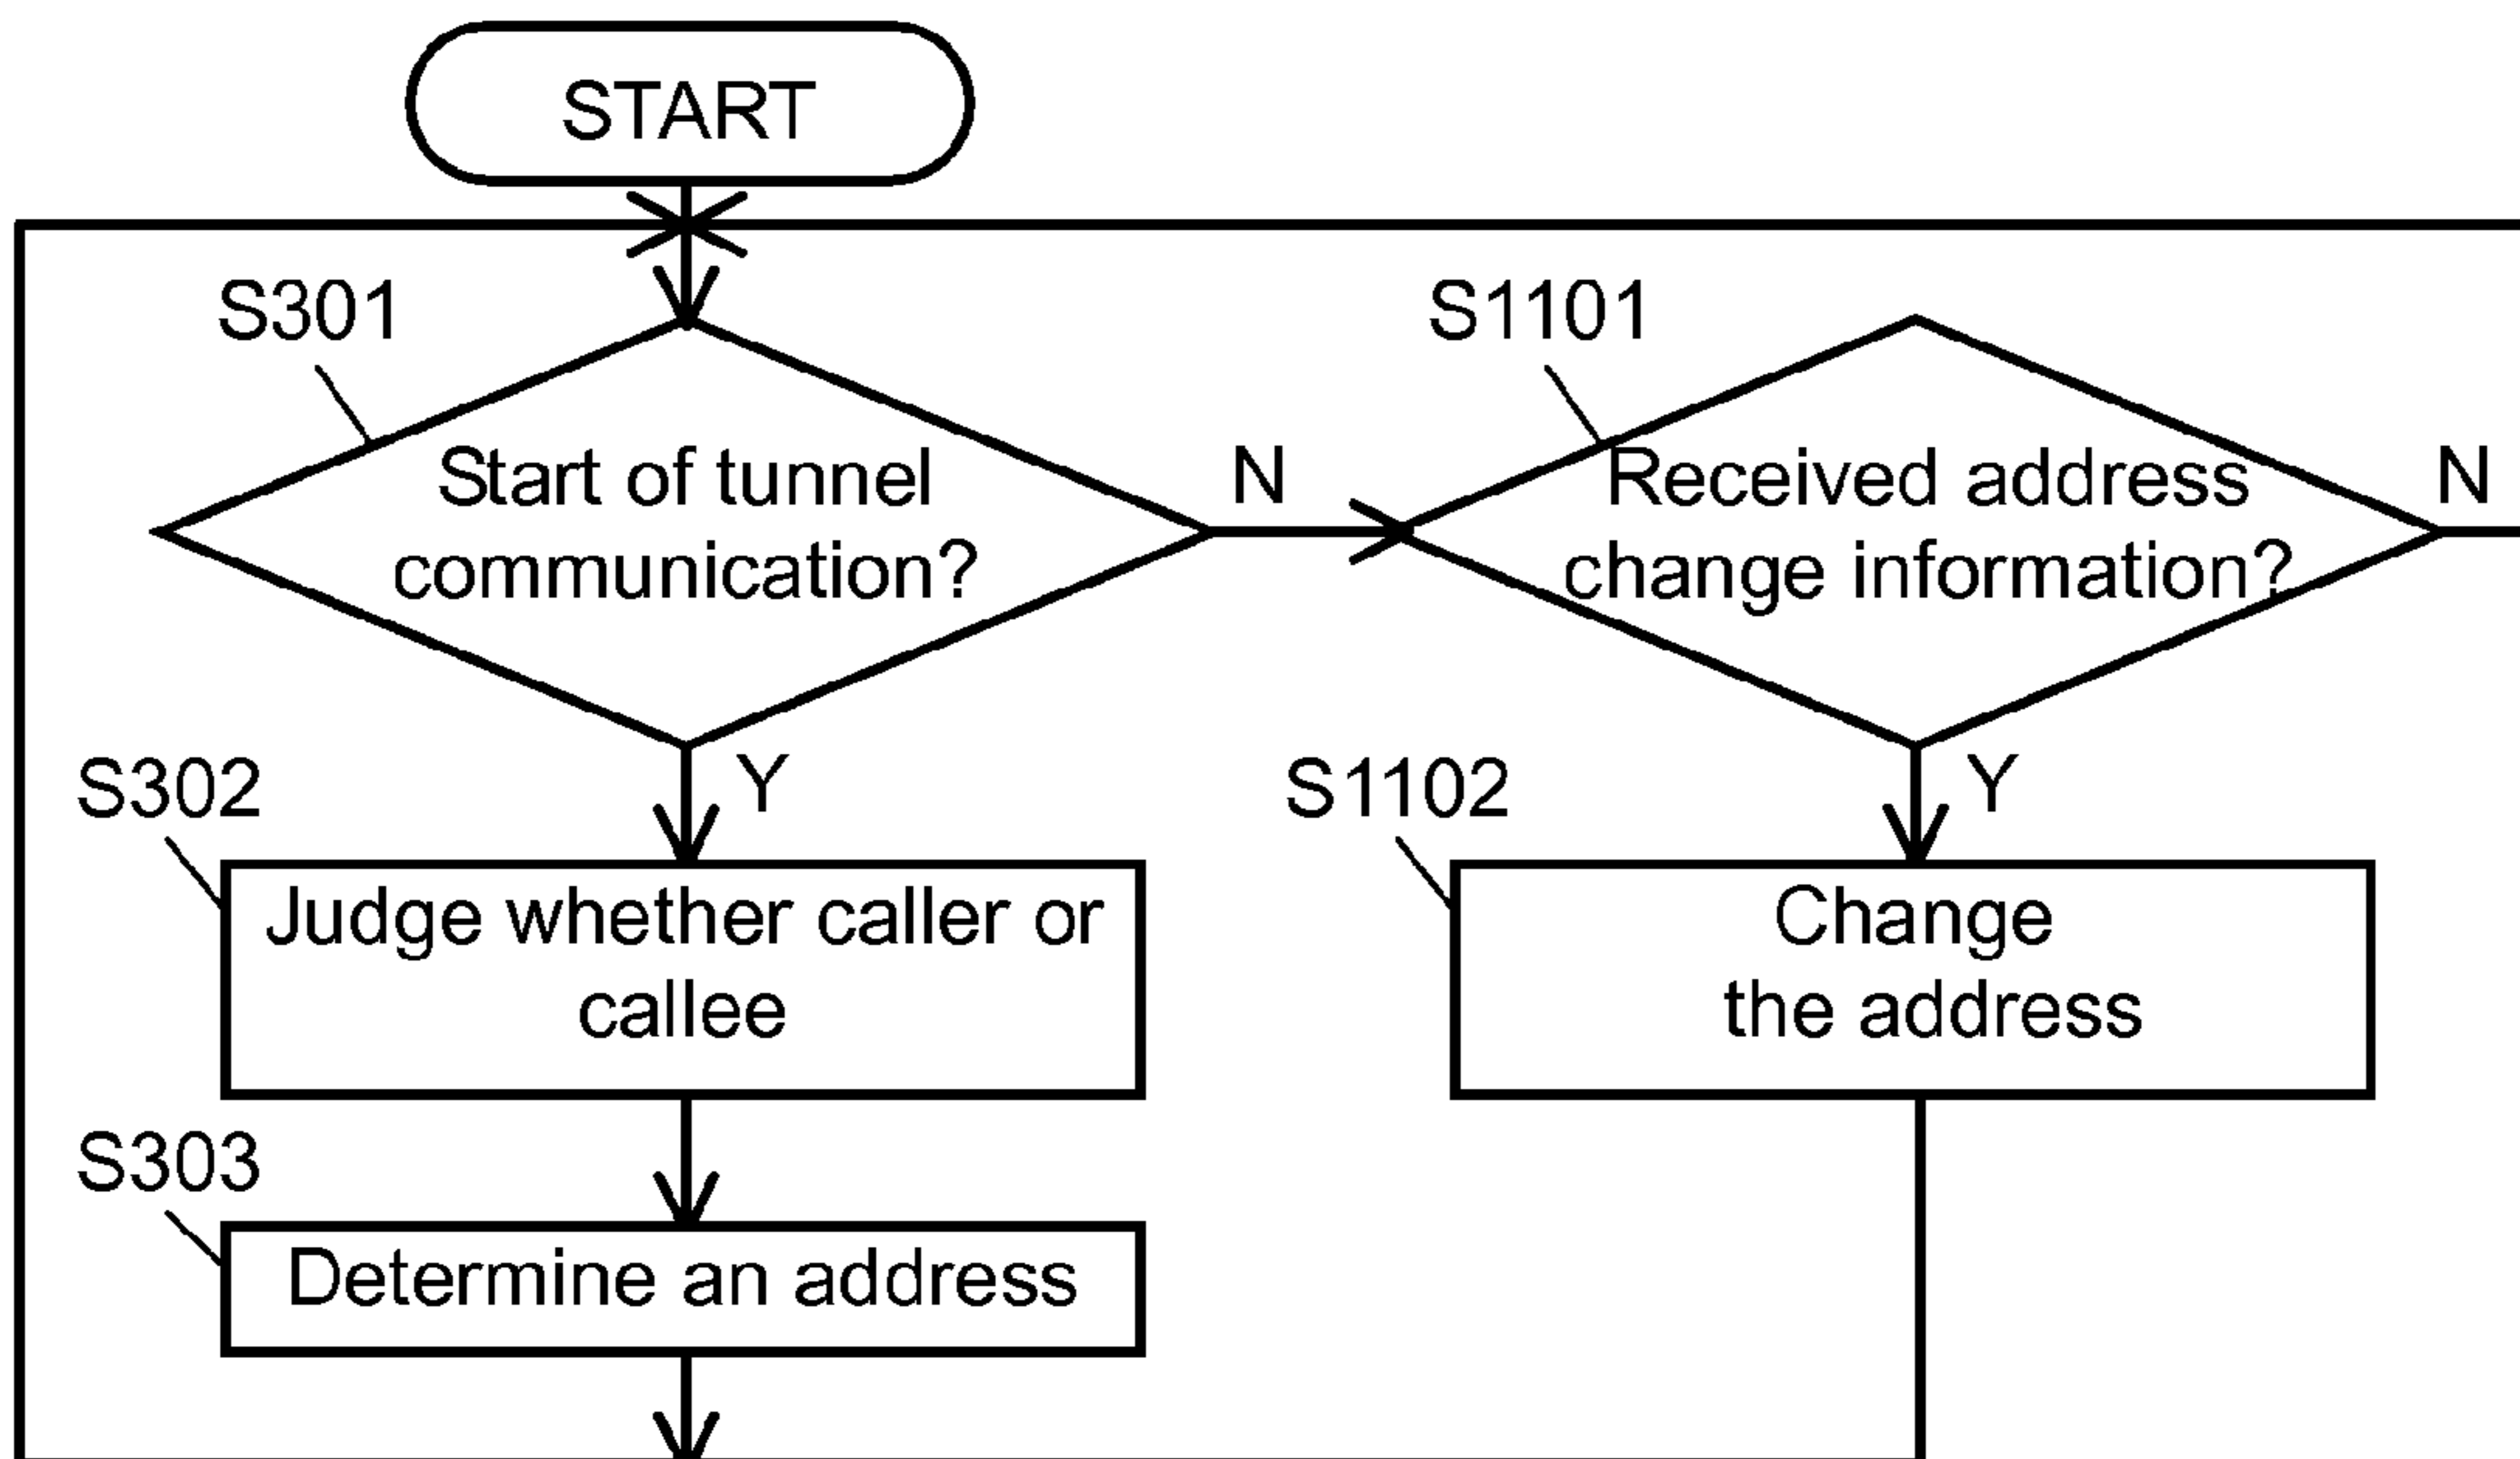 START
S301
Start of tunnel
communication?
N
S1101
Received address
change information?
N
Y
S302
Judge whether caller or
callee
Y
S1102
Change
the address
S303
Determine an address